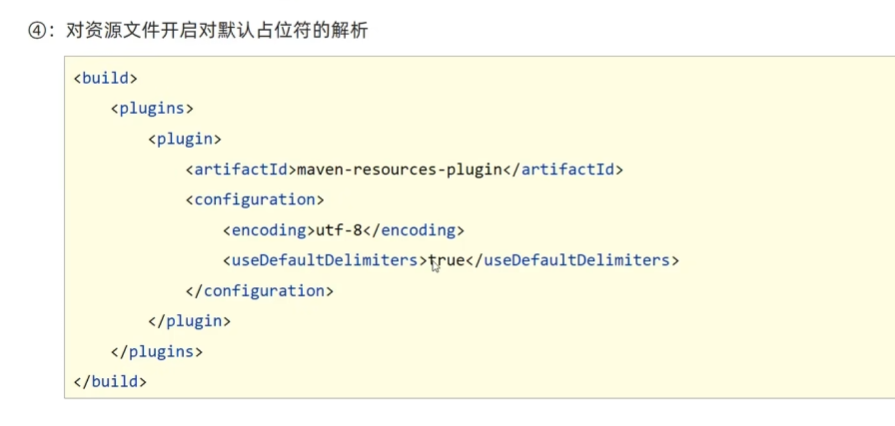 ④：对资源文件开启对默认占位符的解析
<build>
    <plugins>
        <plugin>
            <artifactId>maven-resources-plugin</artifactId>
            <configuration>
                <encoding>utf-8</encoding>
                <useDefaultDelimiters>true</useDefaultDelimiters>
            </configuration>
        </plugin>
    </plugins>
</build>